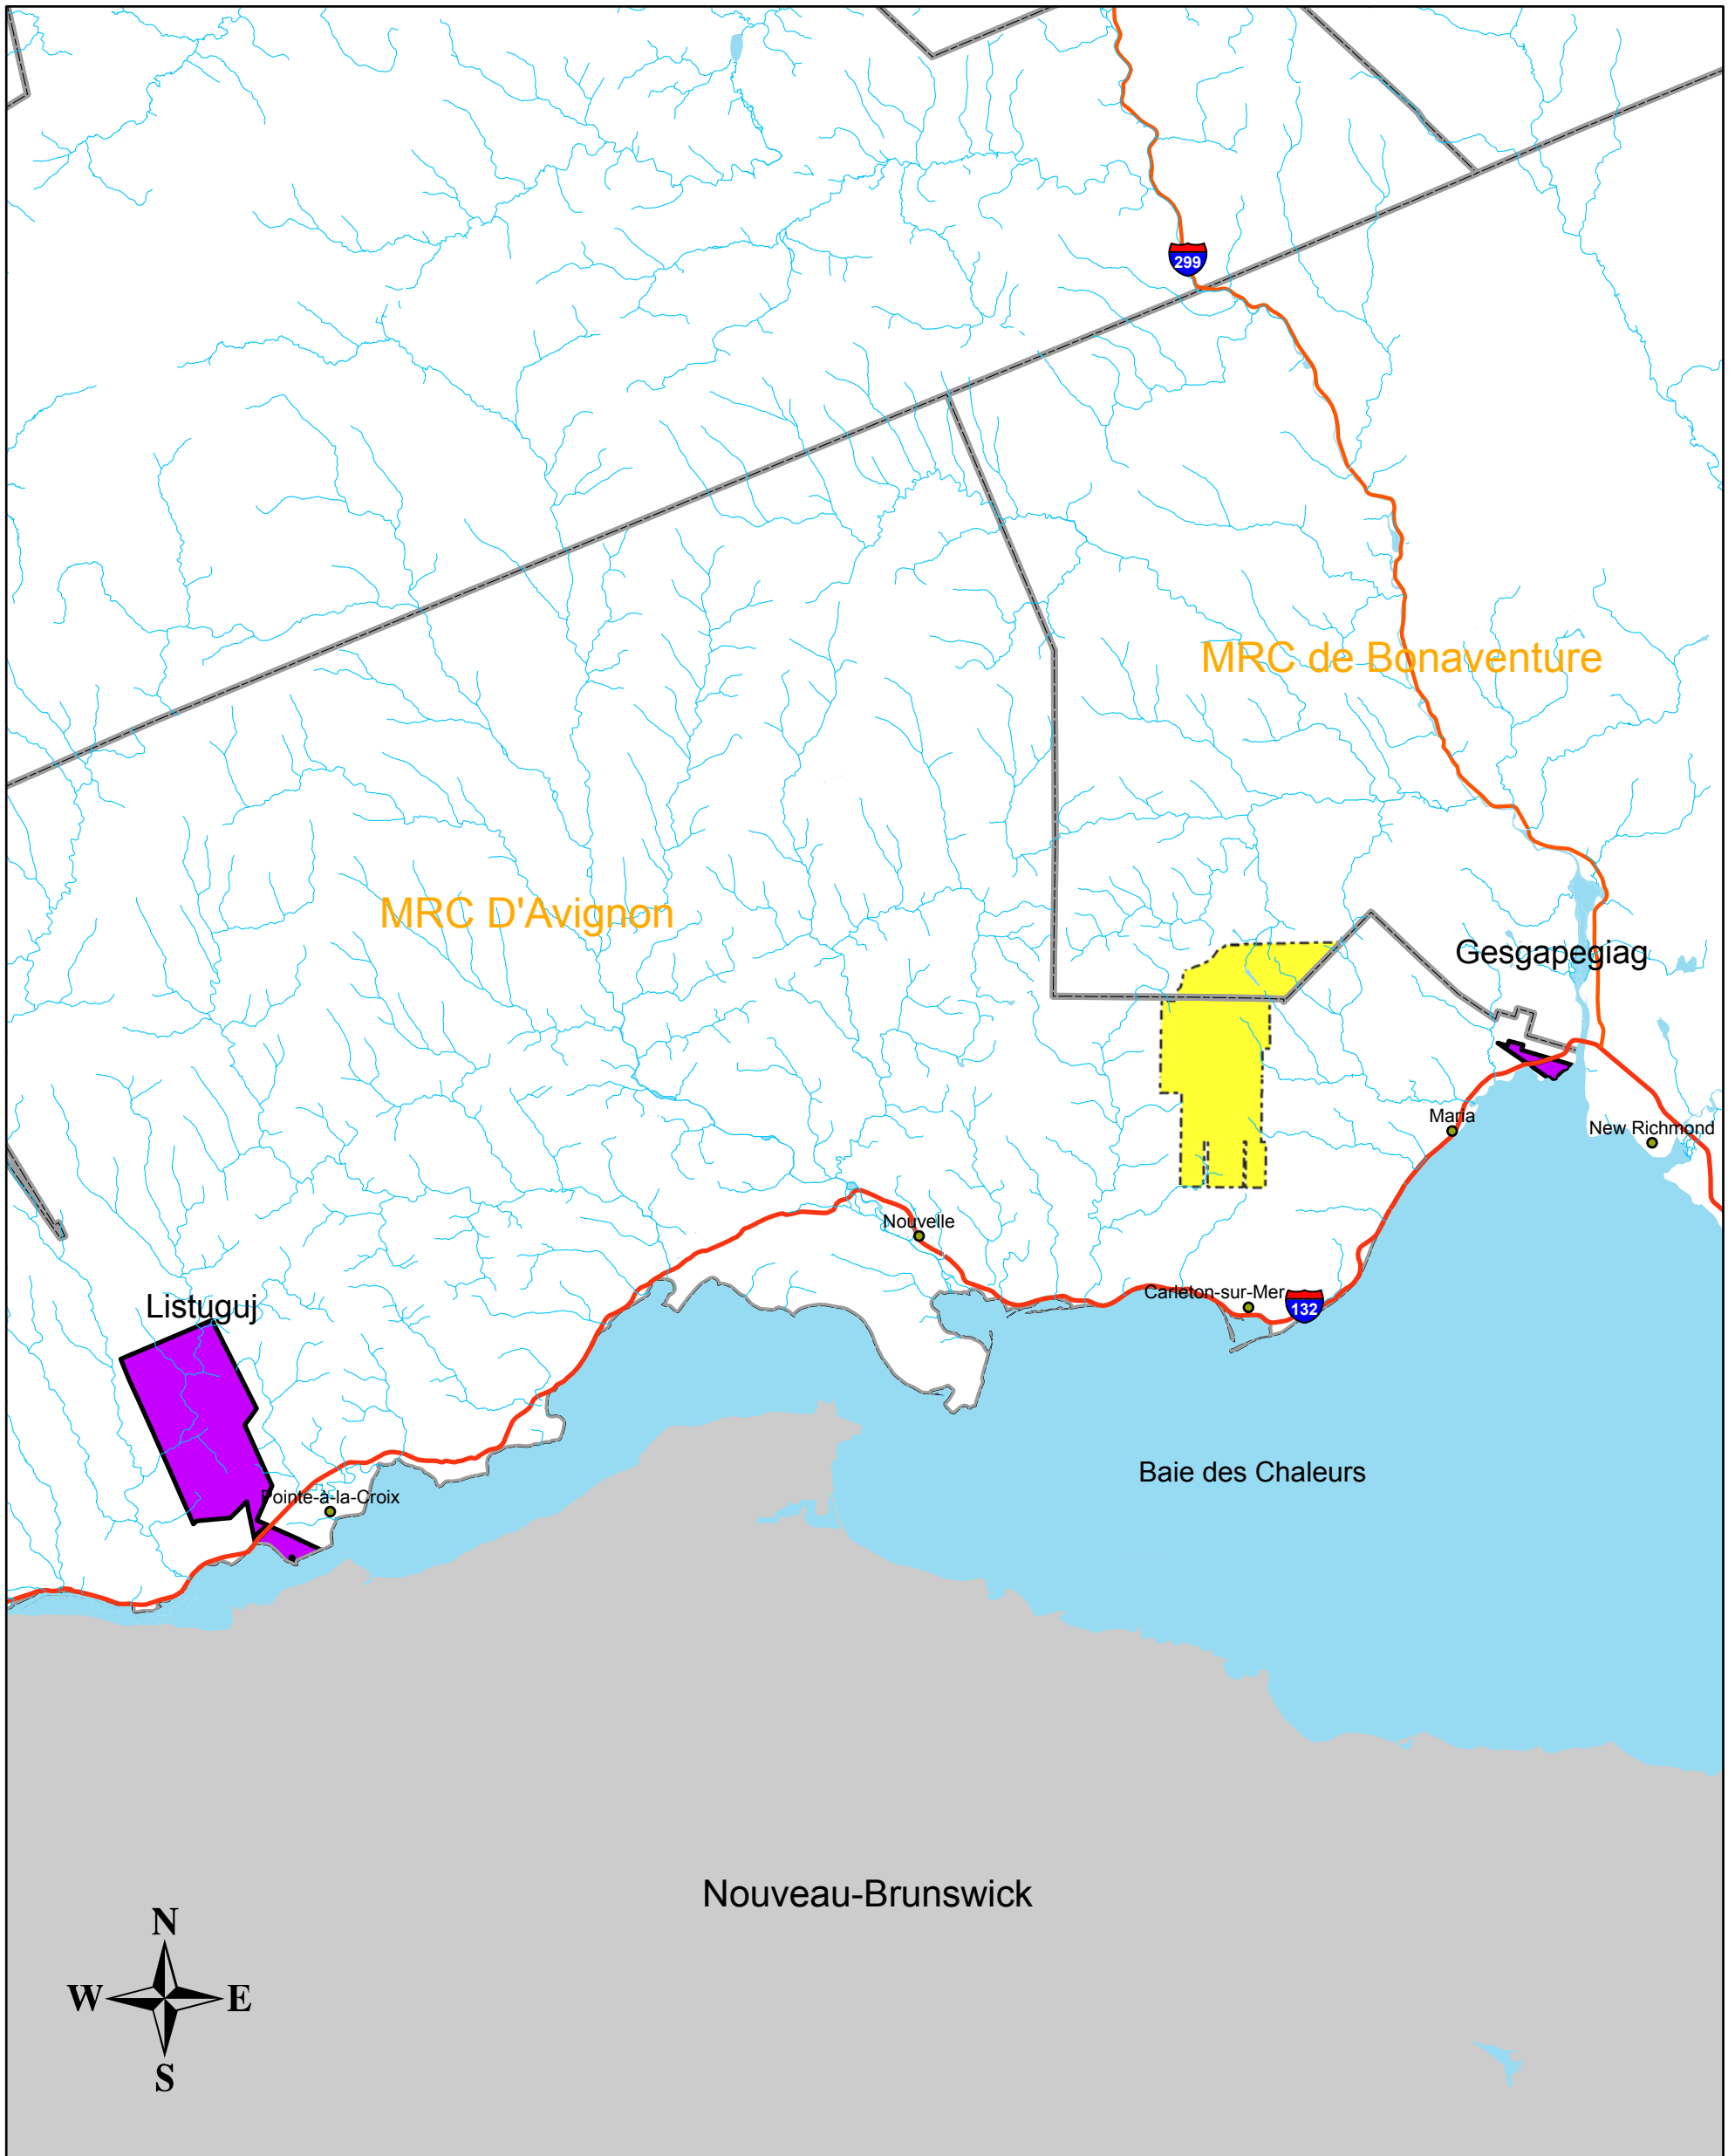 299
MRC de Bonaventure
MRC D'Avignon
Gesgapegiag
Maria
New Richmond
Nouvelle
Carleton-sur-Mer
132
Listuguj
Baie des Chaleurs
Pointe-à-la-Croix
Nouveau-Brunswick
N
W E
S